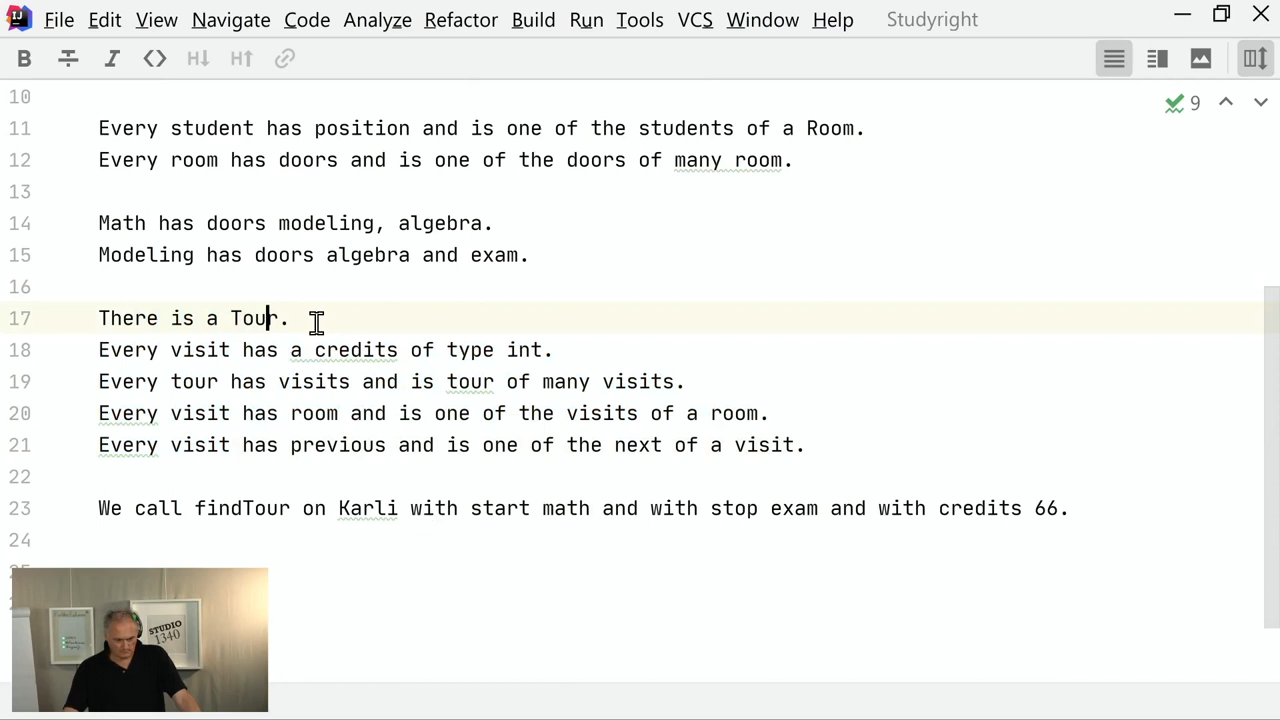 File Edit View Navigate Code Analyze Refactor Build Run Tools VCS Window Help Studyright
B I <> H↓ H↑
10 9
11 Every student has position and is one of the students of a Room.
12 Every room has doors and is one of the doors of many room.
13
14 Math has doors modeling, algebra.
15 Modeling has doors algebra and exam.
16
17 There is a Tour.
18 Every visit has a credits of type int.
19 Every tour has visits and is tour of many visits.
20 Every visit has room and is one of the visits of a room.
21 Every visit has previous and is one of the next of a visit.
22
23 We call findTour on Karli with start math and with stop exam and with credits 66.
24
STUDIO
1340